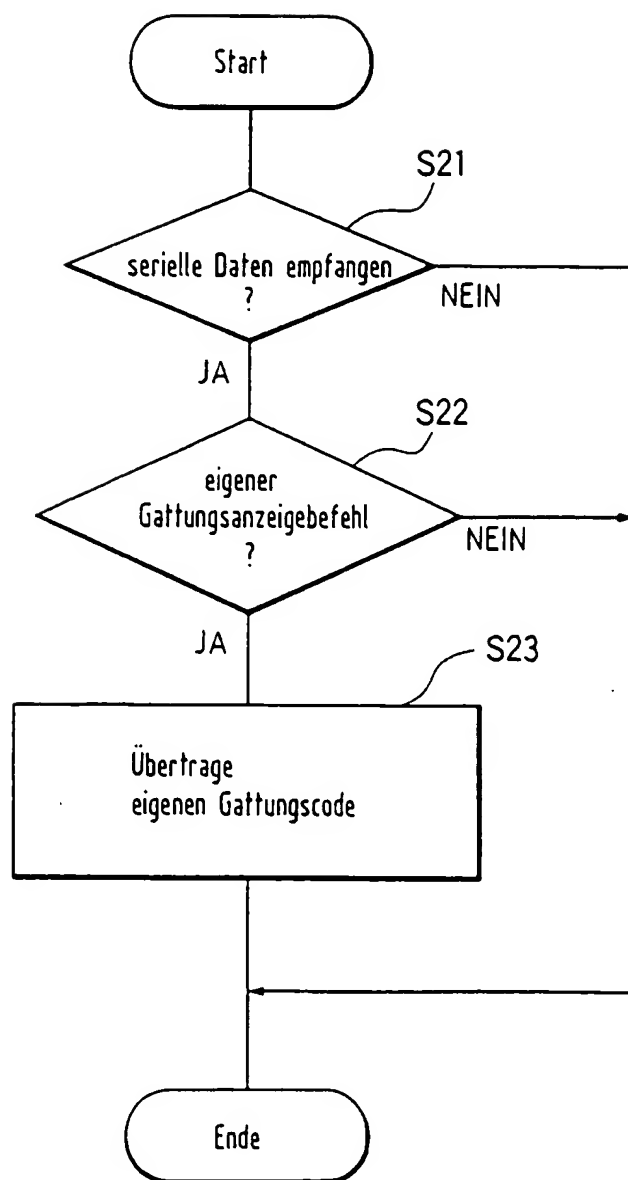 Start
S21
serielle Daten empfangen
?
NEIN
JA
S22
eigener
Gattungsanzeigebefehl
?
NEIN
JA
S23
Übertrage
eigenen Gattungscode
Ende